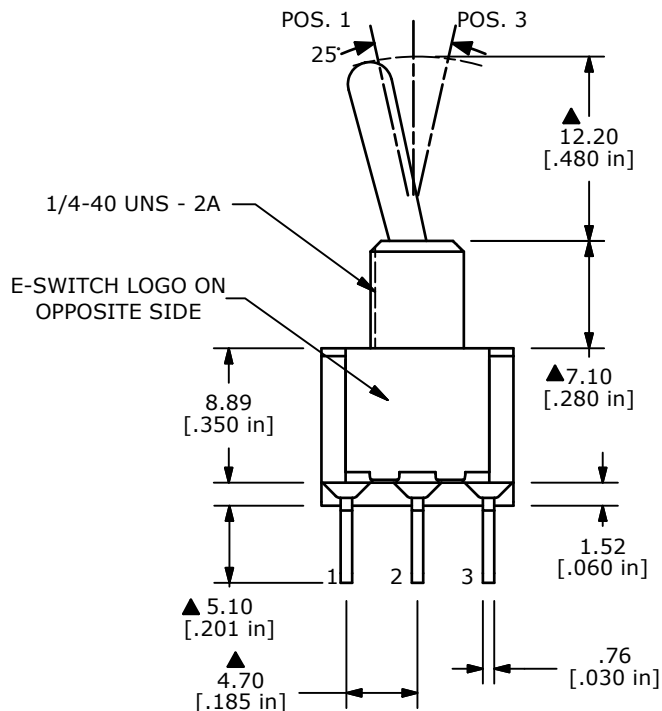 POS. 1
POS. 3
25°
▲
12.20
[.480 in]
1/4-40 UNS - 2A
E-SWITCH LOGO ON
OPPOSITE SIDE
▲7.10
[.280 in]
8.89
[.350 in]
1.52
[.060 in]
1
2
3
▲ 5.10
[.201 in]
▲
4.70
[.185 in]
.76
[.030 in]